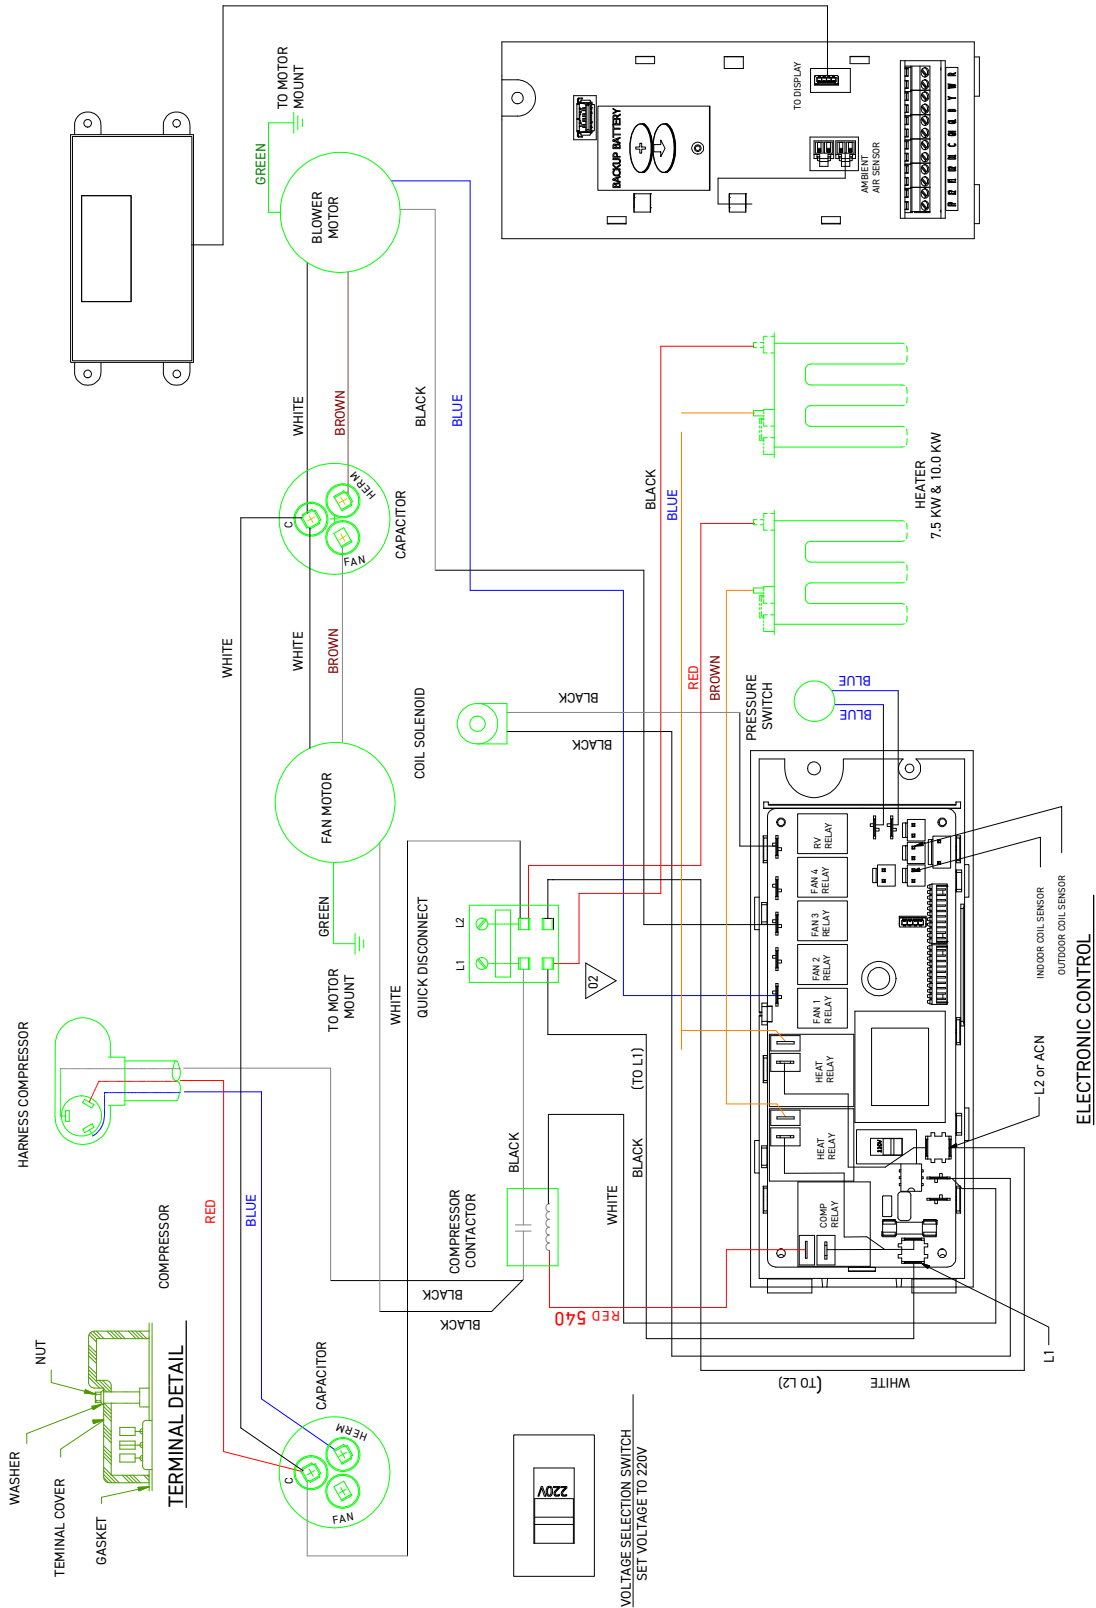 WASHER
NUT
TEMINAL COVER
GASKET
TERMINAL DETAIL
HARNESS COMPRESSOR
COMPRESSOR
RED
BLUE
CAPACITOR
C
HERM
FAN
WHITE
GREEN
TO MOTOR
MOUNT
FAN MOTOR
WHITE
BROWN
CAPACITOR
C
HERM
FAN
WHITE
BROWN
BLOWER
MOTOR
GREEN
TO MOTOR
MOUNT
BLACK
BLUE
COIL SOLENOID
BLACK
BLACK
WHITE
QUICK DISCONNECT
L1
L2
02
(TO L1)
BLACK
COMPRESSOR
CONTACTOR
BLACK
BLACK
WHITE
BLACK
RED 540
VOLTAGE SELECTION SWITCH
SET VOLTAGE TO 220V
220V
WHITE
(TO L2)
BLACK
BLUE
RED
BROWN
HEATER
7.5 KW & 10.0 KW
PRESSURE
SWITCH
BLUE
BLUE
COMP
RELAY
HEAT
RELAY
HEAT
RELAY
FAN 1
RELAY
FAN 2
RELAY
FAN 3
RELAY
FAN 4
RELAY
RV
RELAY
L1
L2 or ACN
INDOOR COIL SENSOR
OUTDOOR COIL SENSOR
ELECTRONIC CONTROL
BACKUP BATTERY
TO DISPLAY
AMBIENT
AIR SENSOR
C
Y
W
R